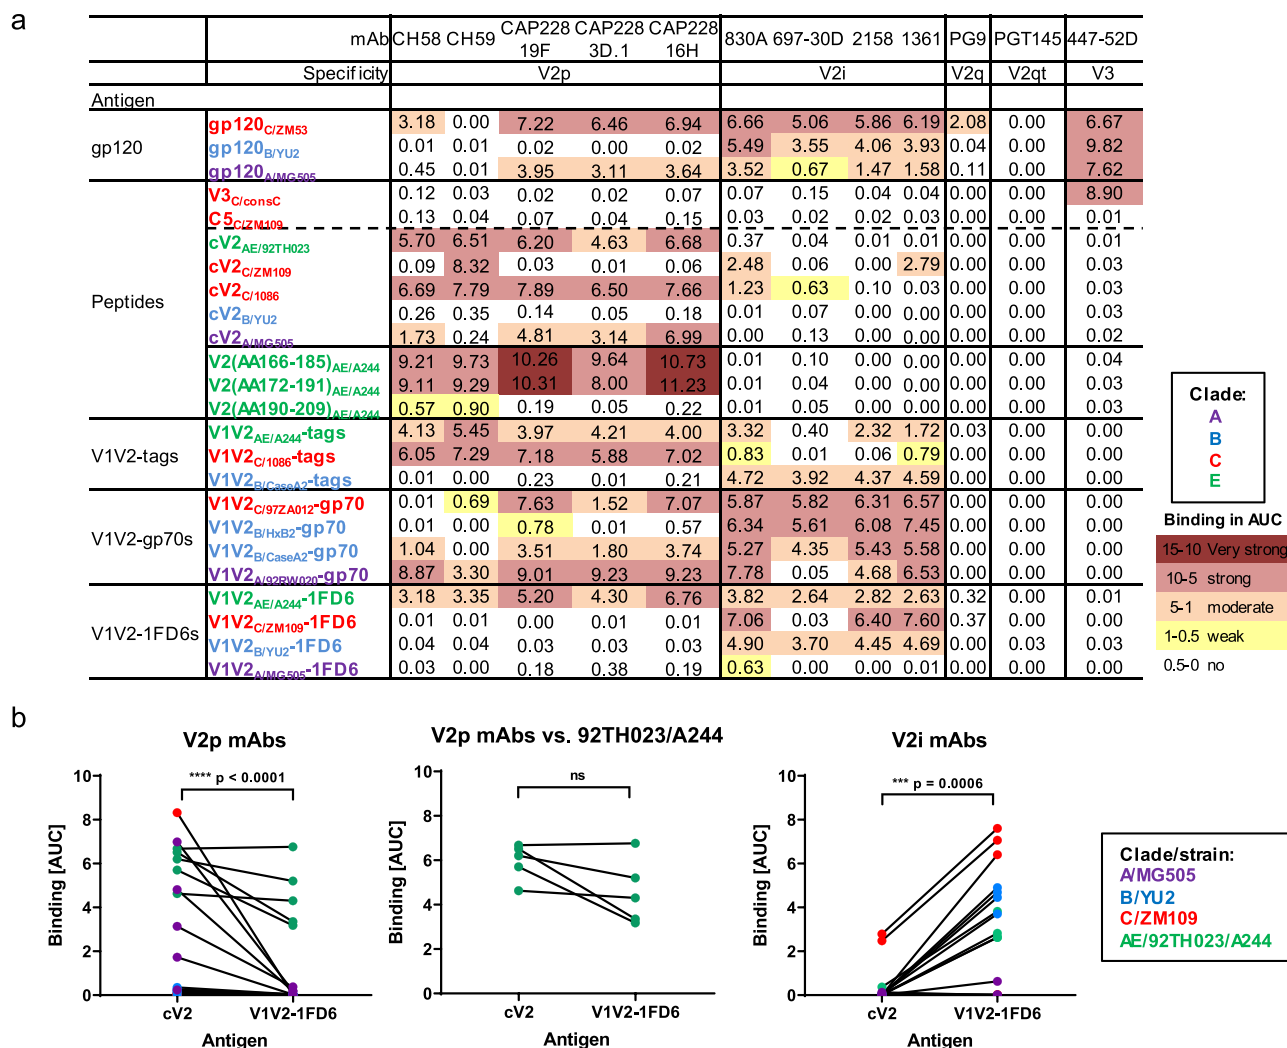 a
mAb CH58 CH59 CAP228 19F CAP228 3D.1 CAP228 16H 830A 697-30D 2158 1361 PG9 PGT145 447-52D
Specificity V2p V2i V2q V2qt V3
Antigen
gp120
gp120C/ZM53 3.18 0.00 7.22 6.46 6.94 6.66 5.06 5.86 6.19 2.08 0.00 6.67
gp120B/YU2 0.01 0.01 0.02 0.00 0.02 5.49 3.55 4.06 3.93 0.04 0.00 9.82
gp120A/MG505 0.45 0.01 3.95 3.11 3.64 3.52 0.67 1.47 1.58 0.11 0.00 7.62
Peptides
V3C/consC 0.12 0.03 0.02 0.02 0.07 0.07 0.15 0.04 0.04 0.00 0.00 8.90
C5C/ZM109 0.13 0.04 0.07 0.04 0.15 0.03 0.02 0.02 0.03 0.00 0.00 0.01
cV2AE/92TH023 5.70 6.51 6.20 4.63 6.68 0.37 0.04 0.01 0.01 0.00 0.00 0.01
cV2C/ZM109 0.09 8.32 0.03 0.01 0.06 2.48 0.06 0.00 2.79 0.00 0.00 0.03
cV2C/1086 6.69 7.79 7.89 6.50 7.66 1.23 0.63 0.10 0.03 0.00 0.00 0.03
cV2B/YU2 0.26 0.35 0.14 0.05 0.18 0.01 0.07 0.00 0.00 0.00 0.00 0.03
cV2A/MG505 1.73 0.24 4.81 3.14 6.99 0.00 0.13 0.00 0.00 0.00 0.00 0.02
V2(AA166-185)AE/A244 9.21 9.73 10.26 9.64 10.73 0.01 0.10 0.00 0.00 0.00 0.00 0.04
V2(AA172-191)AE/A244 9.11 9.29 10.31 8.00 11.23 0.01 0.04 0.00 0.00 0.00 0.00 0.03
V2(AA190-209)AE/A244 0.57 0.90 0.19 0.05 0.22 0.01 0.05 0.00 0.00 0.00 0.00 0.03
V1V2-tags
V1V2AE/A244-tags 4.13 5.45 3.97 4.21 4.00 3.32 0.40 2.32 1.72 0.03 0.00 0.01
V1V2C/1086-tags 6.05 7.29 7.18 5.88 7.02 0.83 0.01 0.06 0.79 0.00 0.00 0.00
V1V2B/CaseA2-tags 0.01 0.00 0.23 0.01 0.21 4.72 3.92 4.37 4.59 0.00 0.00 0.00
V1V2-gp70s
V1V2C/97ZA012-gp70 0.01 0.69 7.63 1.52 7.07 5.87 5.82 6.31 6.57 0.00 0.00 0.00
V1V2B/HxB2-gp70 0.01 0.00 0.78 0.01 0.57 6.34 5.61 6.08 7.45 0.00 0.00 0.00
V1V2B/CaseA2-gp70 1.04 0.00 3.51 1.80 3.74 5.27 4.35 5.43 5.58 0.00 0.00 0.00
V1V2A/92RW020-gp70 8.87 3.30 9.01 9.23 9.23 7.78 0.05 4.68 6.53 0.00 0.00 0.00
V1V2-1FD6s
V1V2AE/A244-1FD6 3.18 3.35 5.20 4.30 6.76 3.82 2.64 2.82 2.63 0.32 0.00 0.01
V1V2C/ZM109-1FD6 0.01 0.01 0.00 0.01 0.01 7.06 0.03 6.40 7.60 0.37 0.00 0.00
V1V2B/YU2-1FD6 0.04 0.04 0.03 0.03 0.03 4.90 3.70 4.45 4.69 0.00 0.03 0.03
V1V2A/MG505-1FD6 0.03 0.00 0.18 0.38 0.19 0.63 0.00 0.00 0.01 0.00 0.00 0.00
Clade:
A
B
C
E
Binding in AUC
15-10 Very strong
10-5 strong
5-1 moderate
1-0.5 weak
0.5-0 no
b
V2p mAbs
**** p < 0.0001
Binding [AUC]
10
8
6
4
2
0
cV2 V1V2-1FD6
Antigen
V2p mAbs vs. 92TH023/A244
ns
Binding [AUC]
10
8
6
4
2
0
cV2 V1V2-1FD6
Antigen
V2i mAbs
*** p = 0.0006
Binding [AUC]
10
8
6
4
2
0
cV2 V1V2-1FD6
Antigen
Clade/strain:
A/MG505
B/YU2
C/ZM109
AE/92TH023/A244